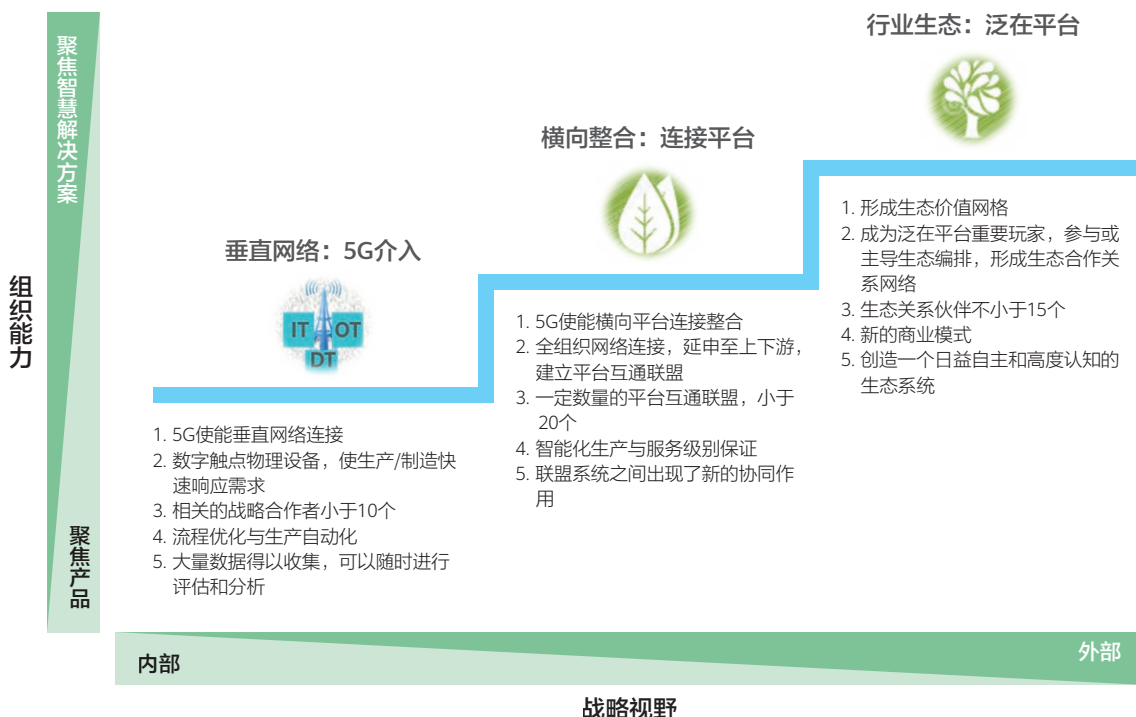 行业生态：泛在平台
聚焦智慧解决方案
横向整合：连接平台
1. 形成生态价值网格
2. 成为泛在平台重要玩家，参与或
主导生态编排，形成生态合作关
系网络
3. 生态关系伙伴不小于15个
4. 新的商业模式
5. 创造一个日益自主和高度认知的
生态系统
垂直网络：5G介入
IT
OT
DT
1. 5G使能横向平台连接整合
2. 全组织网络连接，延申至上下游，
建立平台互通联盟
3. 一定数量的平台互通联盟，小于
20个
4. 智能化生产与服务级别保证
5. 联盟系统之间出现了新的协同作
用
组织能力
1. 5G使能垂直网络连接
2. 数字触点物理设备，使生产/制造快
速响应需求
3. 相关的战略合作者小于10个
4. 流程优化与生产自动化
5. 大量数据得以收集，可以随时进行
评估和分析
聚焦产品
内部
外部
战略视野